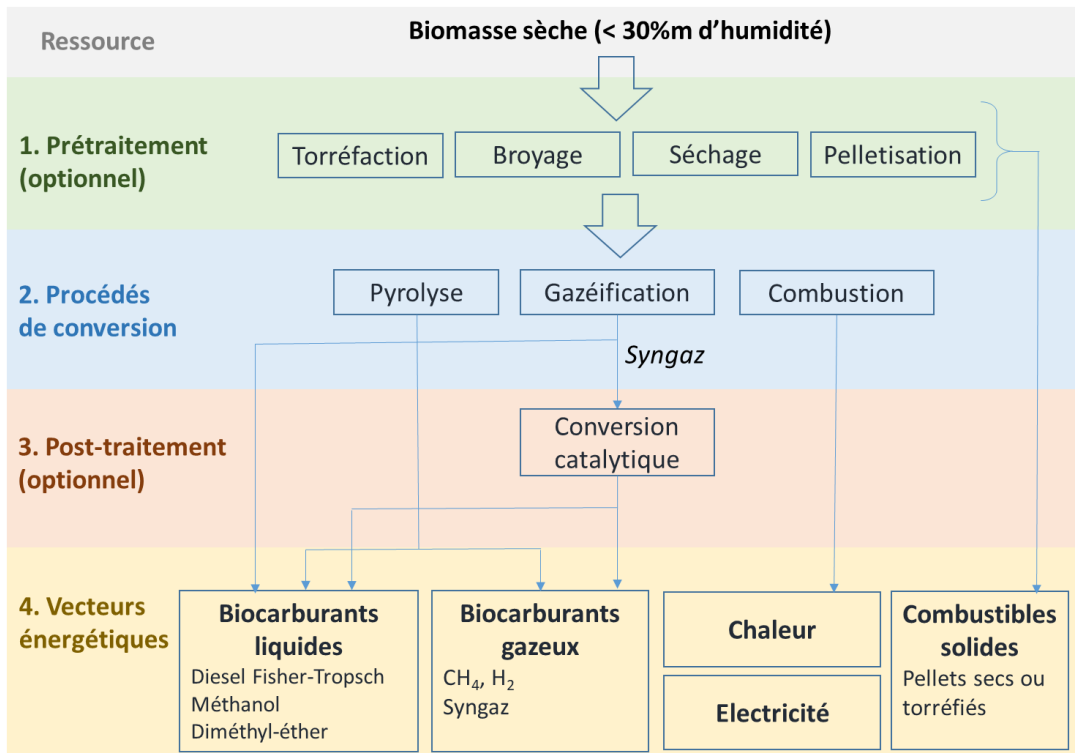 Ressource
Biomasse sèche (< 30%m d’humidité)
1. Prétraitement
(optionnel)
Torréfaction
Broyage
Séchage
Pelletisation
2. Procédés
de conversion
Pyrolyse
Gazéification
Combustion
Syngaz
3. Post-traitement
(optionnel)
Conversion
catalytique
4. Vecteurs
énergétiques
Biocarburants
liquides
Diesel Fisher-Tropsch
Méthanol
Diméthyl-éther
Biocarburants
gazeux
CH₄, H₂
Syngaz
Chaleur
Electricité
Combustibles
solides
Pellets secs ou
torréfiés